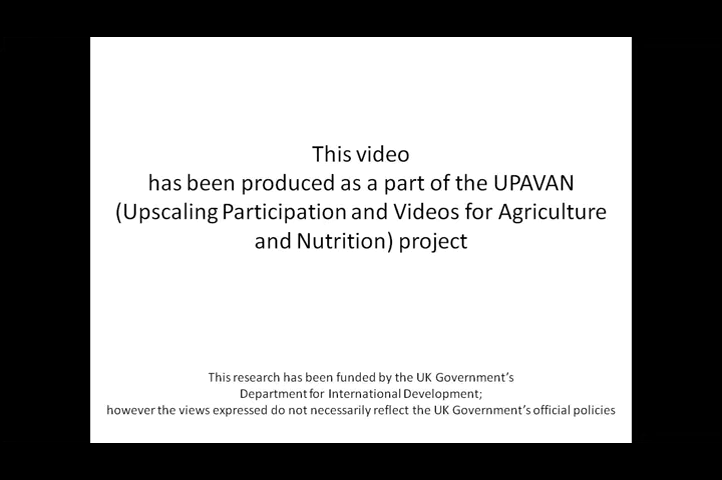 This video
has been produced as a part of the UPAVAN
(Upscaling Participation and Videos for Agriculture
and Nutrition) project
This research has been funded by the UK Government's
Department for International Development;
however the views expressed do not necessarily reflect the UK Government's official policies